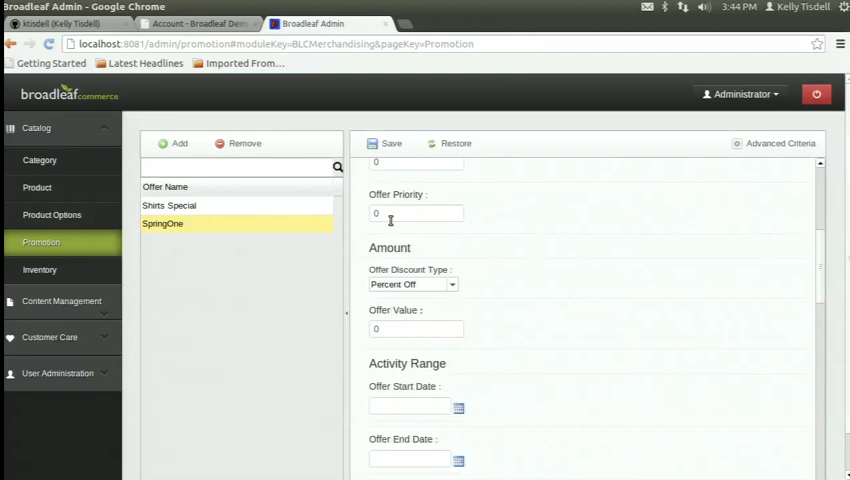 Broadleaf Admin - Google Chrome
3:44 PM Kelly Tisdell
ktisdell (Kelly Tisdell)
Account - Broadleaf Dem
Broadleaf Admin
localhost:8081/admin/promotion#moduleKey=BLCMerchandising&pageKey=Promotion
Getting Started
Latest Headlines
Imported From...
broadleafcommerce
Administrator
Catalog
Category
Product
Product Options
Promotion
Inventory
Content Management
Customer Care
User Administration
Add
Remove
Offer Name
Shirts Special
SpringOne
Save
Restore
Advanced Criteria
0
Offer Priority :
0
Amount
Offer Discount Type :
Percent Off
Offer Value :
0
Activity Range
Offer Start Date :
Offer End Date :